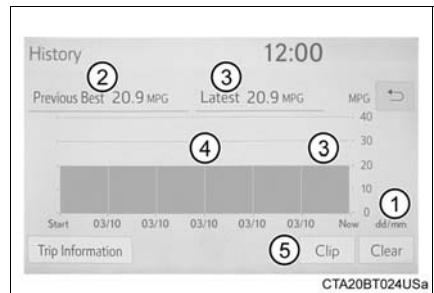 History 12:00
2 3
Previous Best 20.9 MPG Latest 20.9 MPG MPG
40
4 3 30
20
10
1
0
Start 03/10 03/10 03/10 03/10 03/10 Now dd/mm
Trip Information 5 Clip Clear
CTA20BT024USa